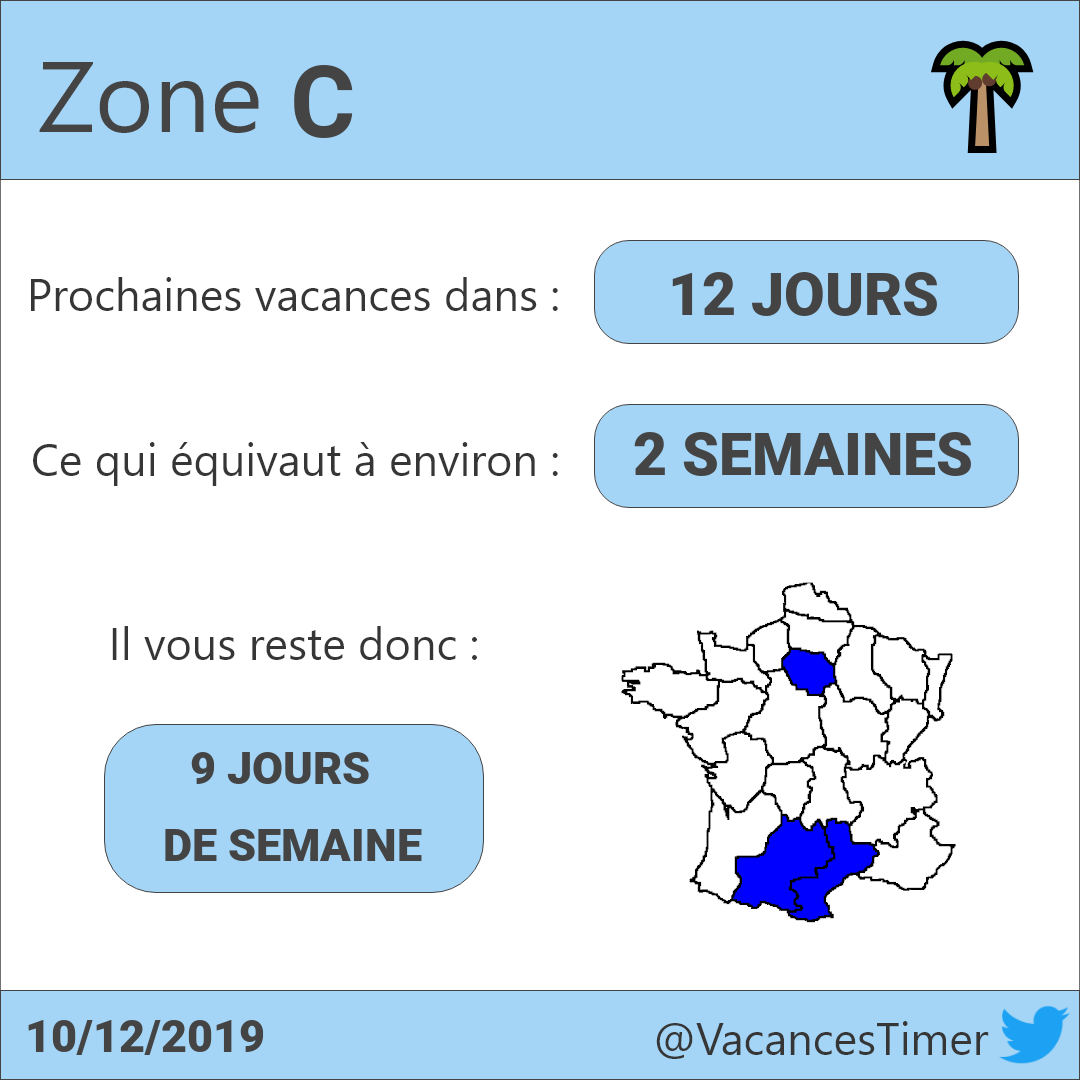 Zone C
Prochaines vacances dans :
12 JOURS
Ce qui équivaut à environ :
2 SEMAINES
Il vous reste donc :
9 JOURS
DE SEMAINE
10/12/2019
@VacancesTimer